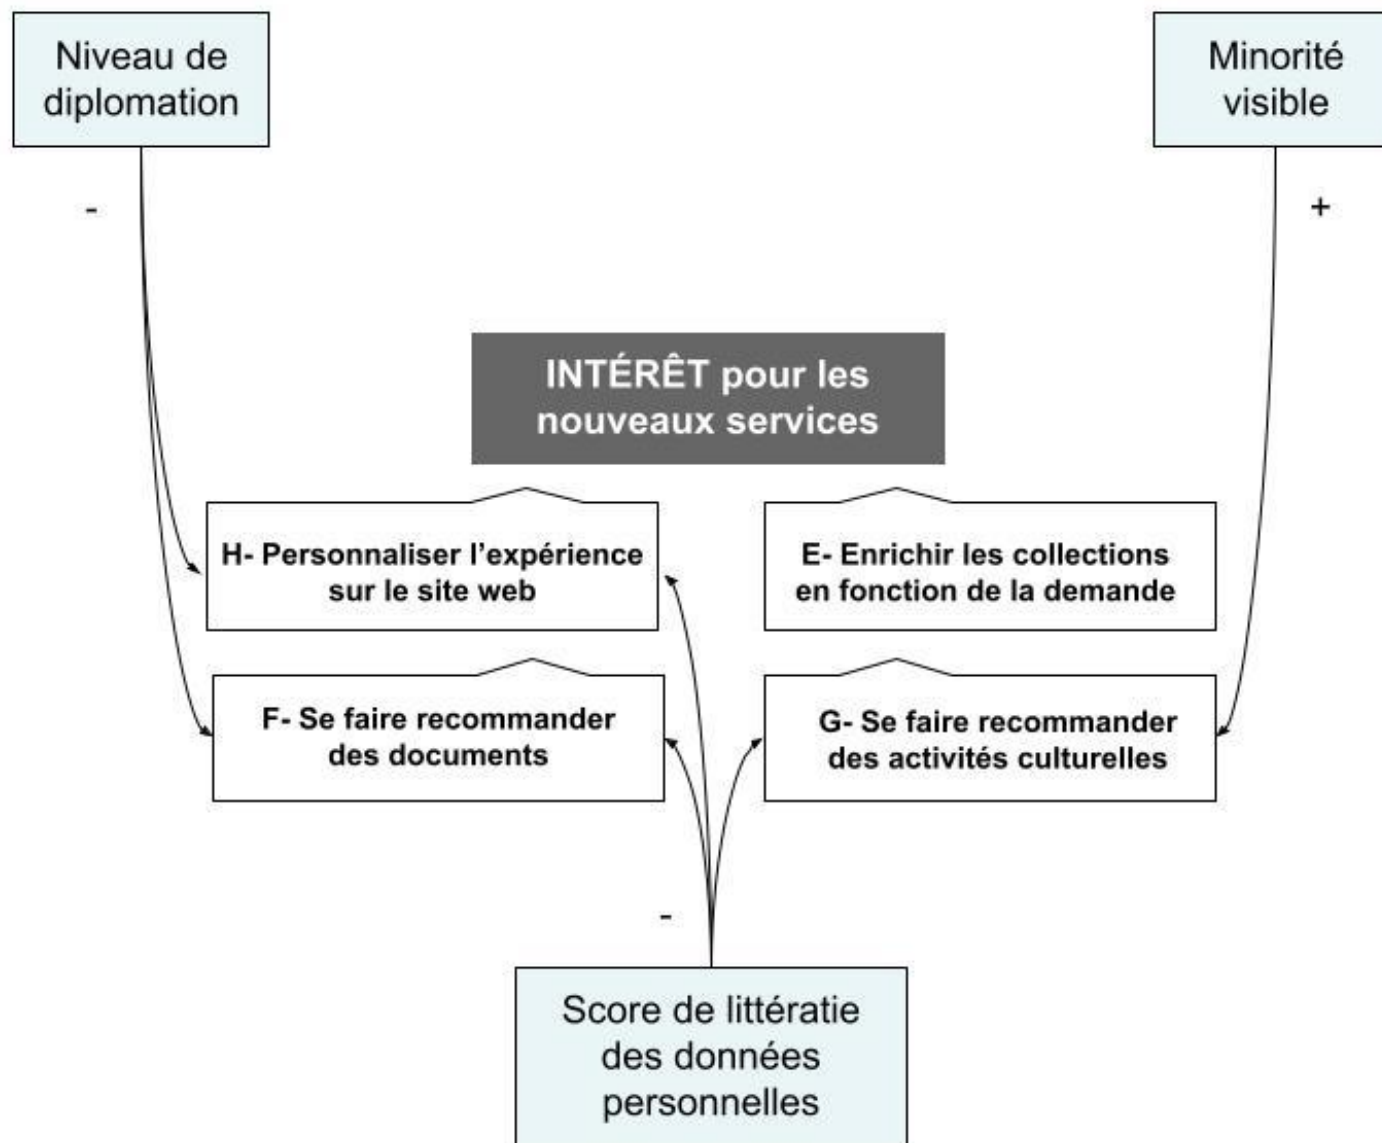 Niveau de
diplomation
Minorité
visible
-
+
INTÉRÊT pour les
nouveaux services
H- Personnaliser l’expérience
sur le site web
E- Enrichir les collections
en fonction de la demande
F- Se faire recommander
des documents
G- Se faire recommander
des activités culturelles
-
Score de littératie
des données
personnelles